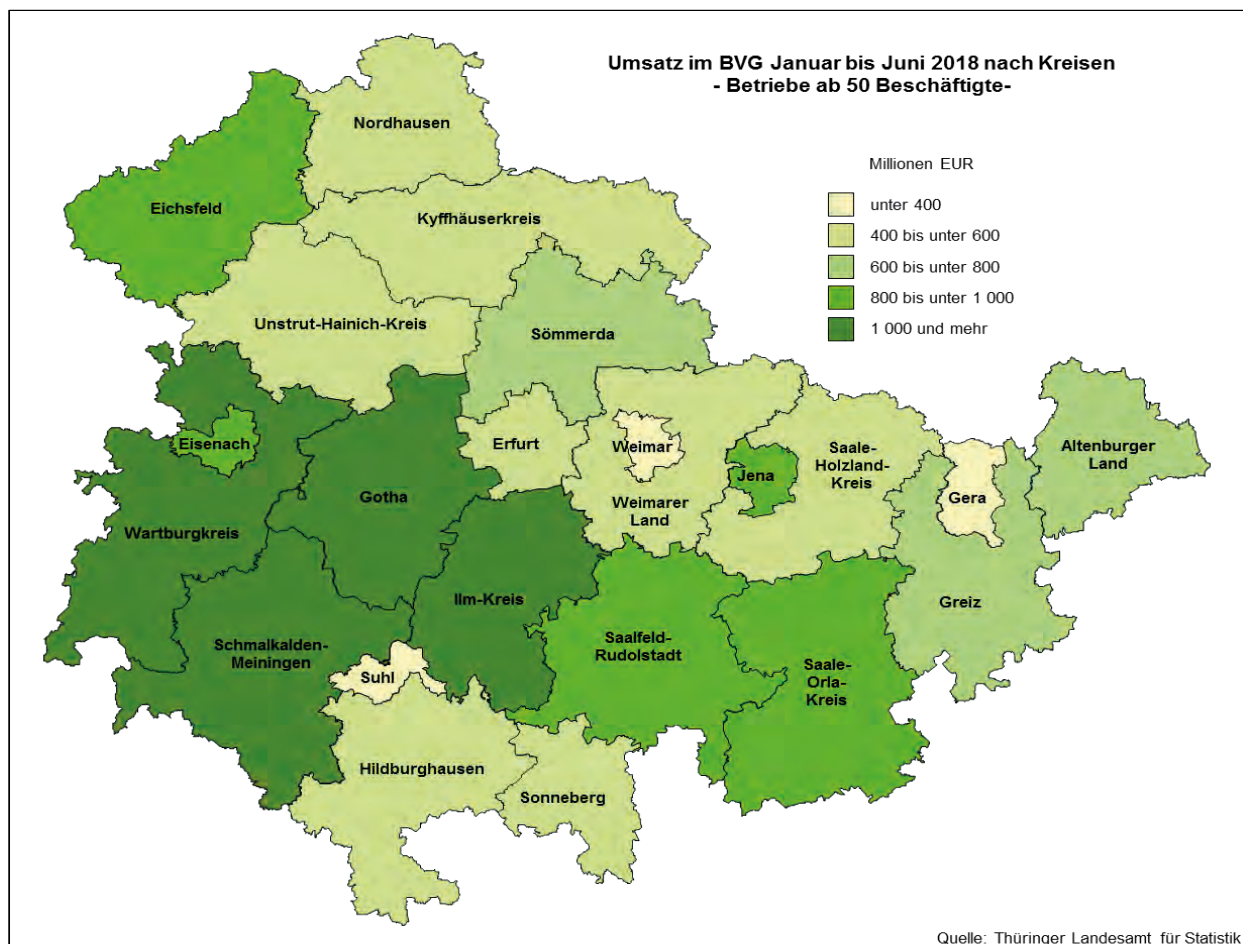 Umsatz im BVG Januar bis Juni 2018 nach Kreisen
- Betriebe ab 50 Beschäftigte-
Millionen EUR
unter 400
400 bis unter 600
600 bis unter 800
800 bis unter 1 000
1 000 und mehr
Nordhausen
Eichsfeld
Kyffhäuserkreis
Unstrut-Hainich-Kreis
Sömmerda
Eisenach
Erfurt
Weimar
Saale-
Holzland-
Kreis
Altenburger
Land
Jena
Gera
Gotha
Weimarer
Land
Wartburgkreis
Ilm-Kreis
Greiz
Schmalkalden-
Meiningen
Saalfeld-
Rudolstadt
Suhl
Saale-
Orla-
Kreis
Hildburghausen
Sonneberg
Quelle: Thüringer Landesamt für Statistik